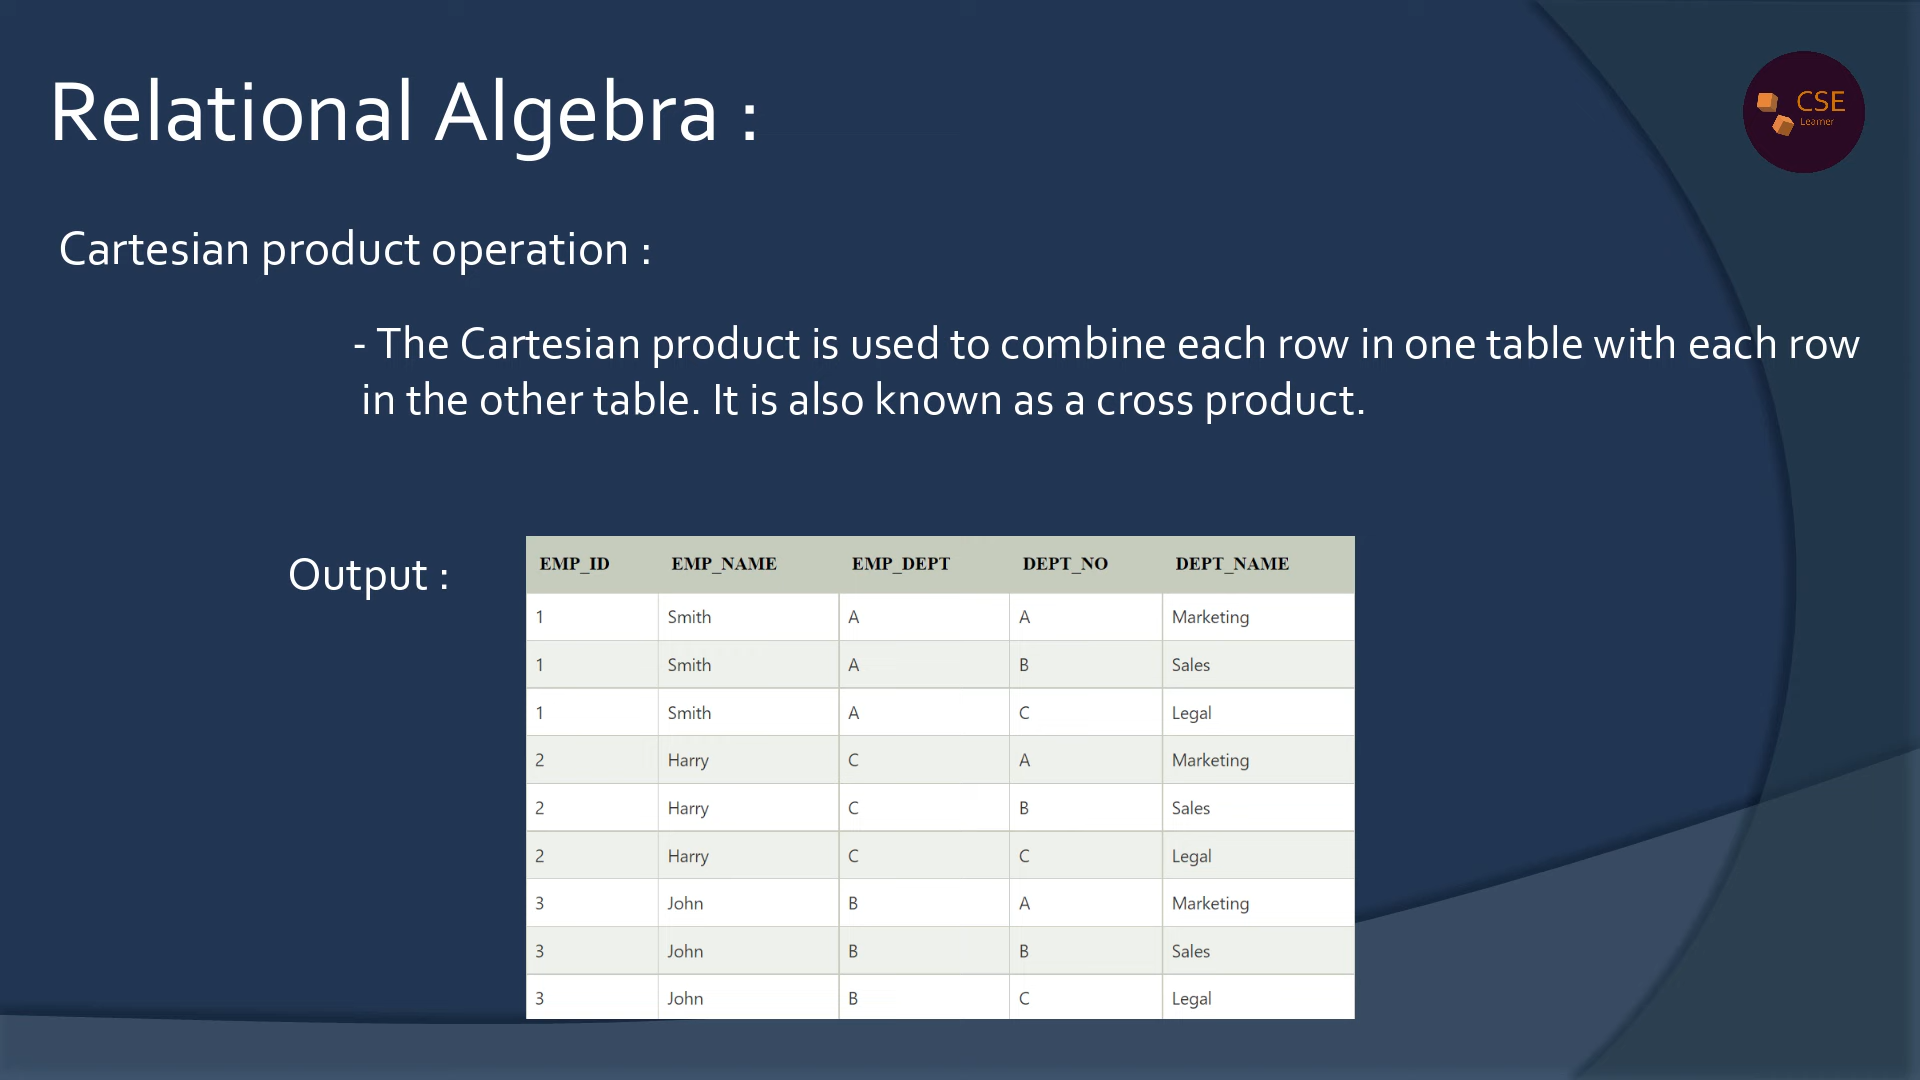 Relational Algebra :
CSE
Learner
Cartesian product operation :
- The Cartesian product is used to combine each row in one table with each row
in the other table. It is also known as a cross product.
Output :
EMP_ID EMP_NAME EMP_DEPT DEPT_NO DEPT_NAME
1 Smith A A Marketing
1 Smith A B Sales
1 Smith A C Legal
2 Harry C A Marketing
2 Harry C B Sales
2 Harry C C Legal
3 John B A Marketing
3 John B B Sales
3 John B C Legal